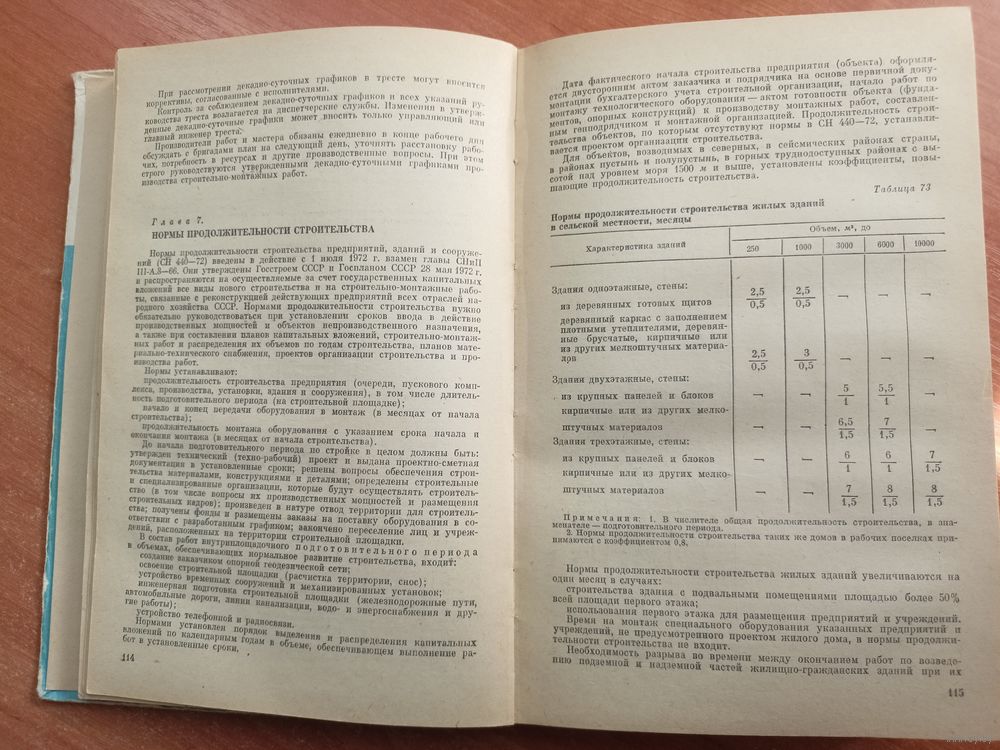 При рассмотрении декадно-суточных графиков в тресте могут вноситься
коррективы, согласованные с исполнителями.
Контроль за соблюдением декадно-суточных графиков и всех указаний ру-
ководства треста возлагается на диспетчерские службы. Изменения в утверж-
денные декадно-суточные графики может вносить только управляющий или
главный инженер треста.
Производители работ и мастера обязаны ежедневно в конце рабочего дня
обсуждать с бригадами план на следующий день, уточнять расстановку рабо-
чих, потребность в ресурсах и другие производственные вопросы. При этом
строго руководствуются утвержденными декадно-суточными графиками про-
изводства строительно-монтажных работ.
Глава 7.
НОРМЫ ПРОДОЛЖИТЕЛЬНОСТИ СТРОИТЕЛЬСТВА
Нормы продолжительности строительства предприятий, зданий и сооруже-
ний (СН 440—72) введены в действие с 1 июля 1972 г. взамен главы СНиП
III-А.3—66. Они утверждены Госстроем СССР и Госпланом СССР 28 мая 1972 г.
и распространяются на осуществляемые за счет государственных капитальных
вложений все виды нового строительства и на строительно-монтажные рабо-
ты, связанные с реконструкцией действующих предприятий всех отраслей на-
родного хозяйства СССР. Нормами продолжительности строительства нужно
обязательно руководствоваться при установлении сроков ввода в действие
производственных мощностей и объектов непроизводственного назначения,
а также при составлении планов капитальных вложений, строительно-монтаж-
ных работ и распределении их объемов по годам строительства, планов мате-
риально-технического снабжения, проектов организации строительства и про-
изводства работ.
Нормы устанавливают:
продолжительность строительства предприятия (очереди, пускового комп-
лекса, производства, установки, здания и сооружения), в том числе длитель-
ность подготовительного периода (на строительной площадке);
начало и конец передачи оборудования в монтаж (в месяцах от начала
строительства);
продолжительность монтажа оборудования с указанием срока начала и
окончания монтажа (в месяцах от начала строительства).
До начала подготовительного периода по стройке в целом должны быть:
утвержден технический (техно-рабочий) проект и выдана проектно-сметная
документация в установленные сроки; решены вопросы обеспечения строи-
тельства материалами, конструкциями и деталями; определены строительные
и специализированные организации, которые будут осуществлять строитель-
ство (в том числе вопросы их производственных мощностей и размещения
строительных кадров); произведен в натуре отвод территории для строитель-
ства; получены фонды и размещены заказы на поставку оборудования в со-
ответствии с разработанным графиком; закончено переселение лиц и учреж-
дений, расположенных на территории строительной площадки.
В состав работ внутриплощадочного подготовительного периода
в объемах, обеспечивающих нормальное развитие строительства, входит:
создание заказчиком опорной геодезической сети;
освоение строительной площадки (расчистка территории, снос);
устройство временных сооружений и механизированных установок;
инженерная подготовка строительной площадки (железнодорожные пути,
автомобильные дороги, линии канализации, водо- и энергоснабжения и дру-
гие работы);
устройство телефонной и радиосвязи.
Нормами установлен порядок выделения и распределения капитальных
вложений по календарным годам в объеме, обеспечивающем выполнение ра-
бот в установленные сроки.
114
Дата фактического начала строительства предприятия (объекта) оформля-
ется двусторонним актом заказчика и подрядчика на основе первичной доку-
ментации бухгалтерского учета строительной организации, начало работ по
монтажу технологического оборудования — актом готовности объекта (фунда-
ментов, опорных конструкций) к производству монтажных работ, составлен-
ным генподрядчиком и монтажной организацией. Продолжительность строи-
тельства объектов, по которым отсутствуют нормы в СН 440—72, устанавли-
вается проектом организации строительства.
Для объектов, возводимых в северных, в сейсмических районах страны,
в районах пустынь и полупустынь, в горных труднодоступных районах с вы-
сотой над уровнем моря 1500 м и выше, установлены коэффициенты, повы-
шающие продолжительность строительства.
Таблица 73
Нормы продолжительности строительства жилых зданий
в сельской местности, месяцы
Характеристика зданий Объем, м³, до
250 1000 3000 6000 10000
Здания одноэтажные, стены:
из деревянных готовых щитов 2,5/0,5 2,5/0,5 — — —
деревянный каркас с заполнением
плотными утеплителями, деревян-
ные брусчатые, кирпичные или
из других мелкоштучных материа-
лов 2,5/0,5 3/0,5 — — —
Здания двухэтажные, стены:
из крупных панелей и блоков — — 5/1 5,5/1 —
кирпичные или из других мелко-
штучных материалов — — 6,5/1,5 7/1,5 —
Здания трехэтажные, стены:
из крупных панелей и блоков — — 6/1 6/1 7/1,5
кирпичные или из других мелко-
штучных материалов — — 7/1,5 8/1,5 8/1,5
Примечания: 1. В числителе общая продолжительность строительства, в зна-
менателе — подготовительного периода.
2. Нормы продолжительности строительства таких же домов в рабочих поселках при-
нимаются с коэффициентом 0,8.
Нормы продолжительности строительства жилых зданий увеличиваются на
один месяц в случаях:
строительства здания с подвальными помещениями площадью более 50%
всей площади первого этажа;
использования первого этажа для размещения предприятий и учреждений.
Время на монтаж специального оборудования указанных предприятий и
учреждений, не предусмотренного проектом жилого дома, в нормы продолжи-
тельности строительства не входит.
Необходимость разрыва во времени между окончанием работ по возведе-
нию подземной и надземной частей жилищно-гражданских зданий при их
115